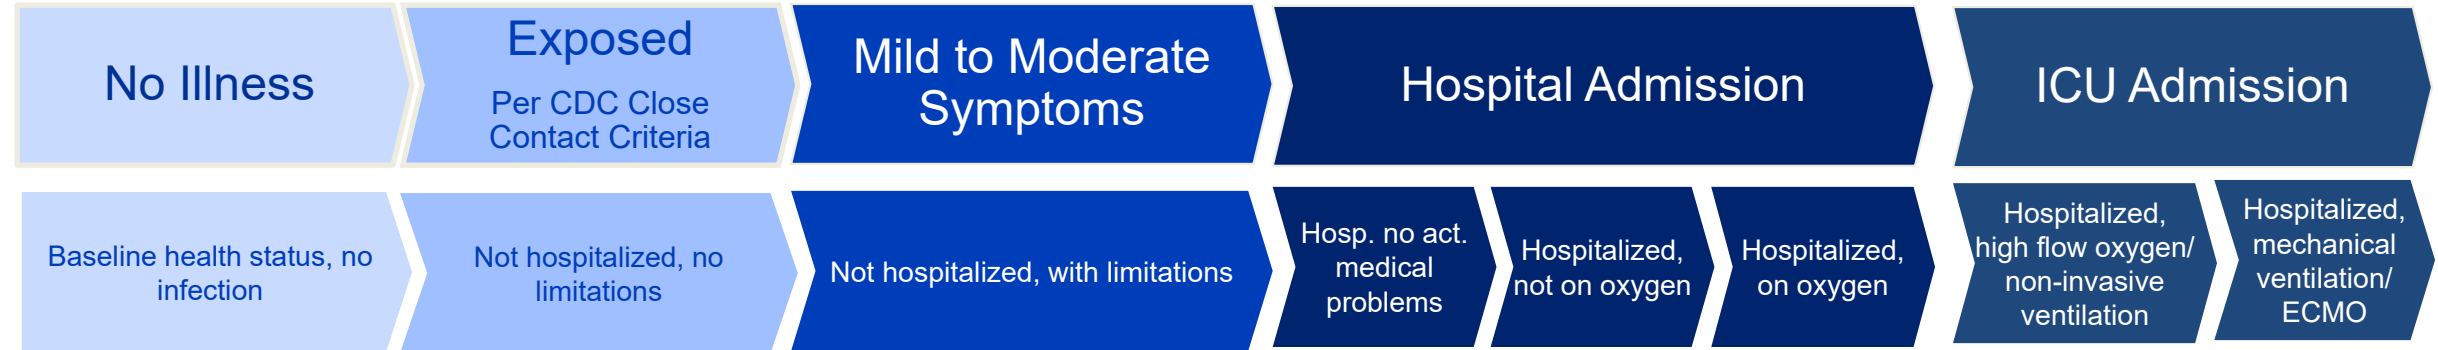 No Illness
Exposed
Per CDC Close
Contact Criteria
Mild to Moderate
Symptoms
Hospital Admission
ICU Admission
Baseline health status, no
infection
Not hospitalized, no
limitations
Not hospitalized, with limitations
Hosp. no act.
medical
problems
Hospitalized,
not on oxygen
Hospitalized,
on oxygen
Hospitalized,
high flow oxygen/
non-invasive
ventilation
Hospitalized,
mechanical
ventilation/
ECMO